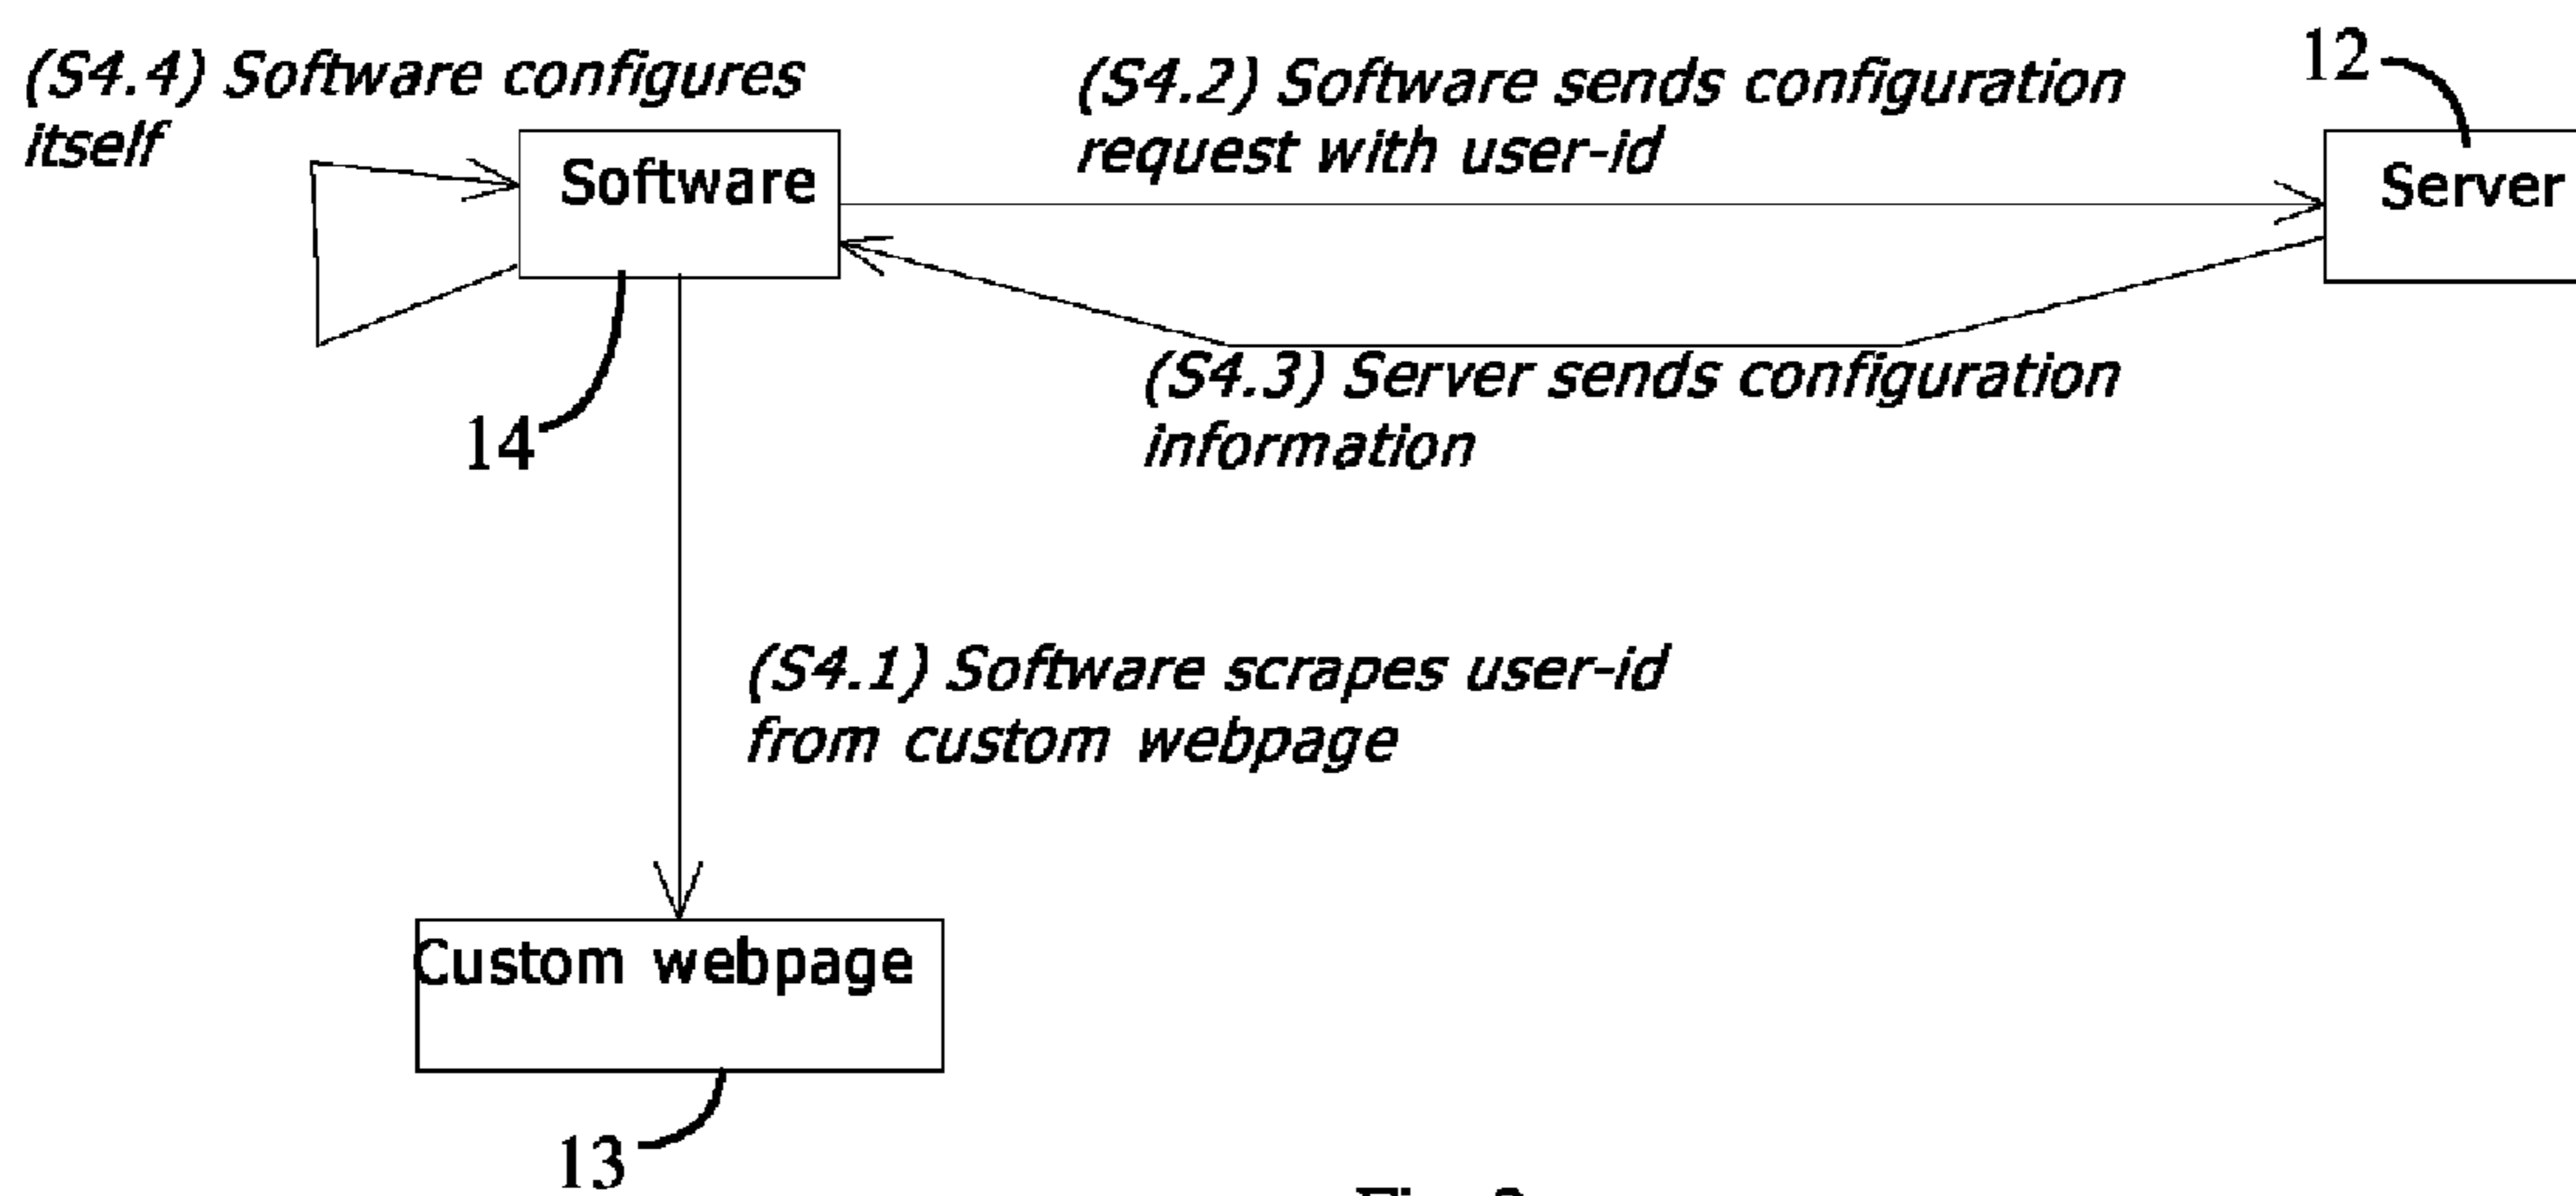 (S4.4) Software configures
itself
Software
(S4.2) Software sends configuration
request with user-id
12
Server
(S4.3) Server sends configuration
information
14
(S4.1) Software scrapes user-id
from custom webpage
Custom webpage
13